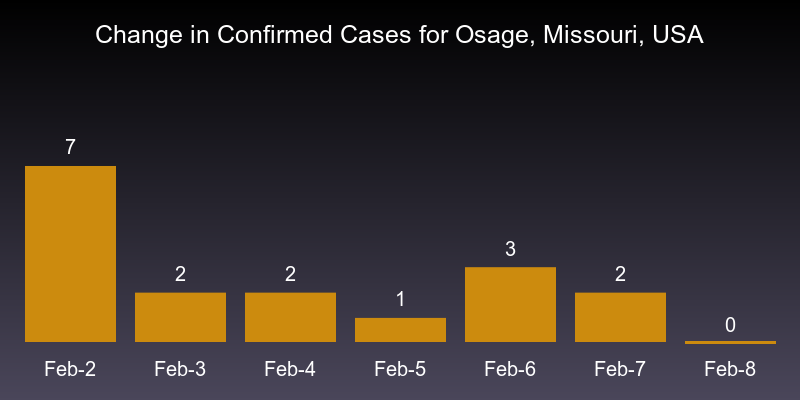 Change in Confirmed Cases for Osage, Missouri, USA
7
2
2
1
3
2
0
Feb-2
Feb-3
Feb-4
Feb-5
Feb-6
Feb-7
Feb-8